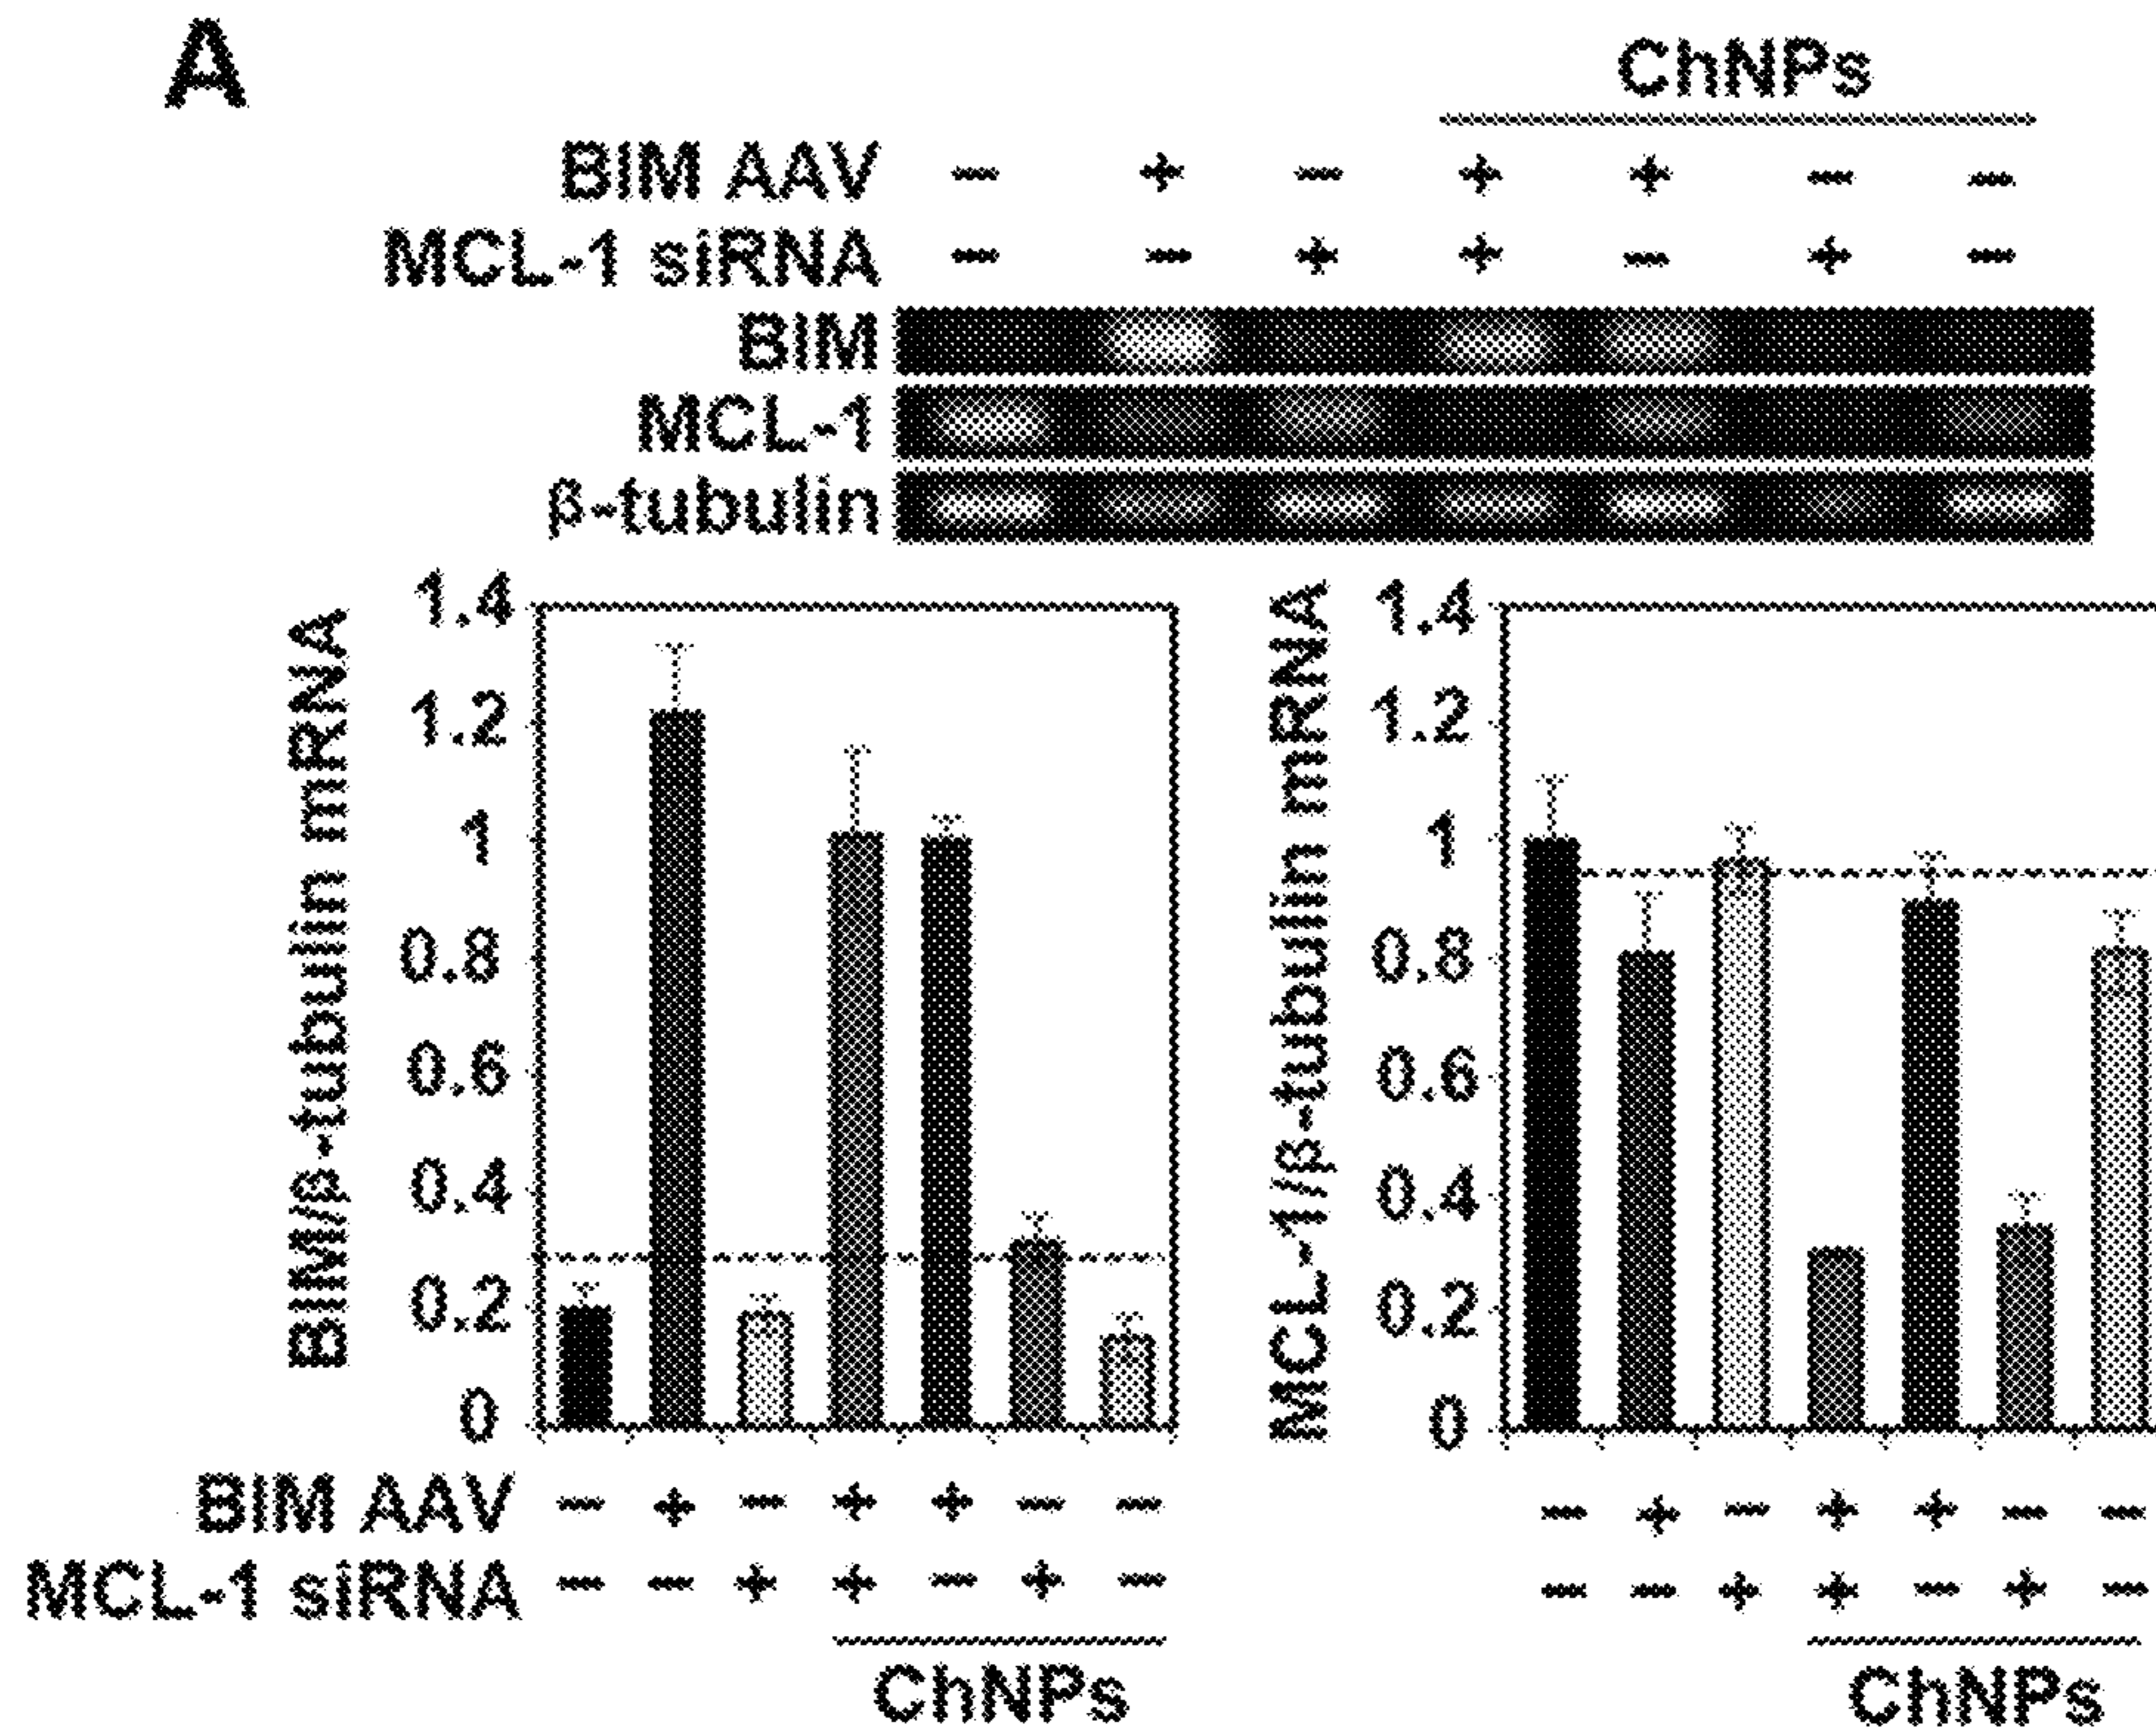 A
ChNPs
BIM AAV - + - + + - -
MCL-1 siRNA - - + + - + -
BIM
MCL-1
β-tubulin
BIM/β-tubulin mRNA
1.4
1.2
1
0.8
0.6
0.4
0.2
0
BIM AAV - + - + + - -
MCL-1 siRNA - - + + - + -
ChNPs
MCL-1/β-tubulin mRNA
1.4
1.2
1
0.8
0.6
0.4
0.2
0
- + - + + - -
- - + + - + -
ChNPs